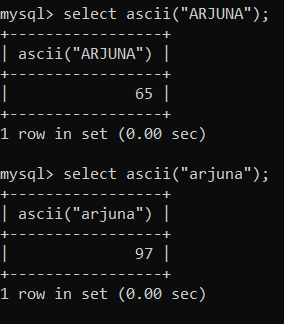 mysql> select ascii("ARJUNA");
+-----------------+
| ascii("ARJUNA") |
+-----------------+
|              65 |
+-----------------+
1 row in set (0.00 sec)

mysql> select ascii("arjuna");
+-----------------+
| ascii("arjuna") |
+-----------------+
|              97 |
+-----------------+
1 row in set (0.00 sec)